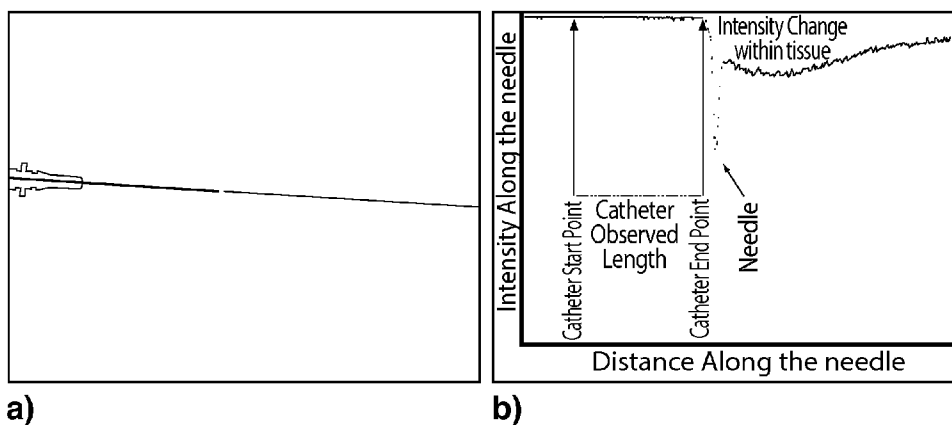 Intensity Along the needle
Intensity Change
within tissue
Catheter Start Point
Catheter
Observed
Length
Catheter End Point
Needle
Distance Along the needle
a)
b)